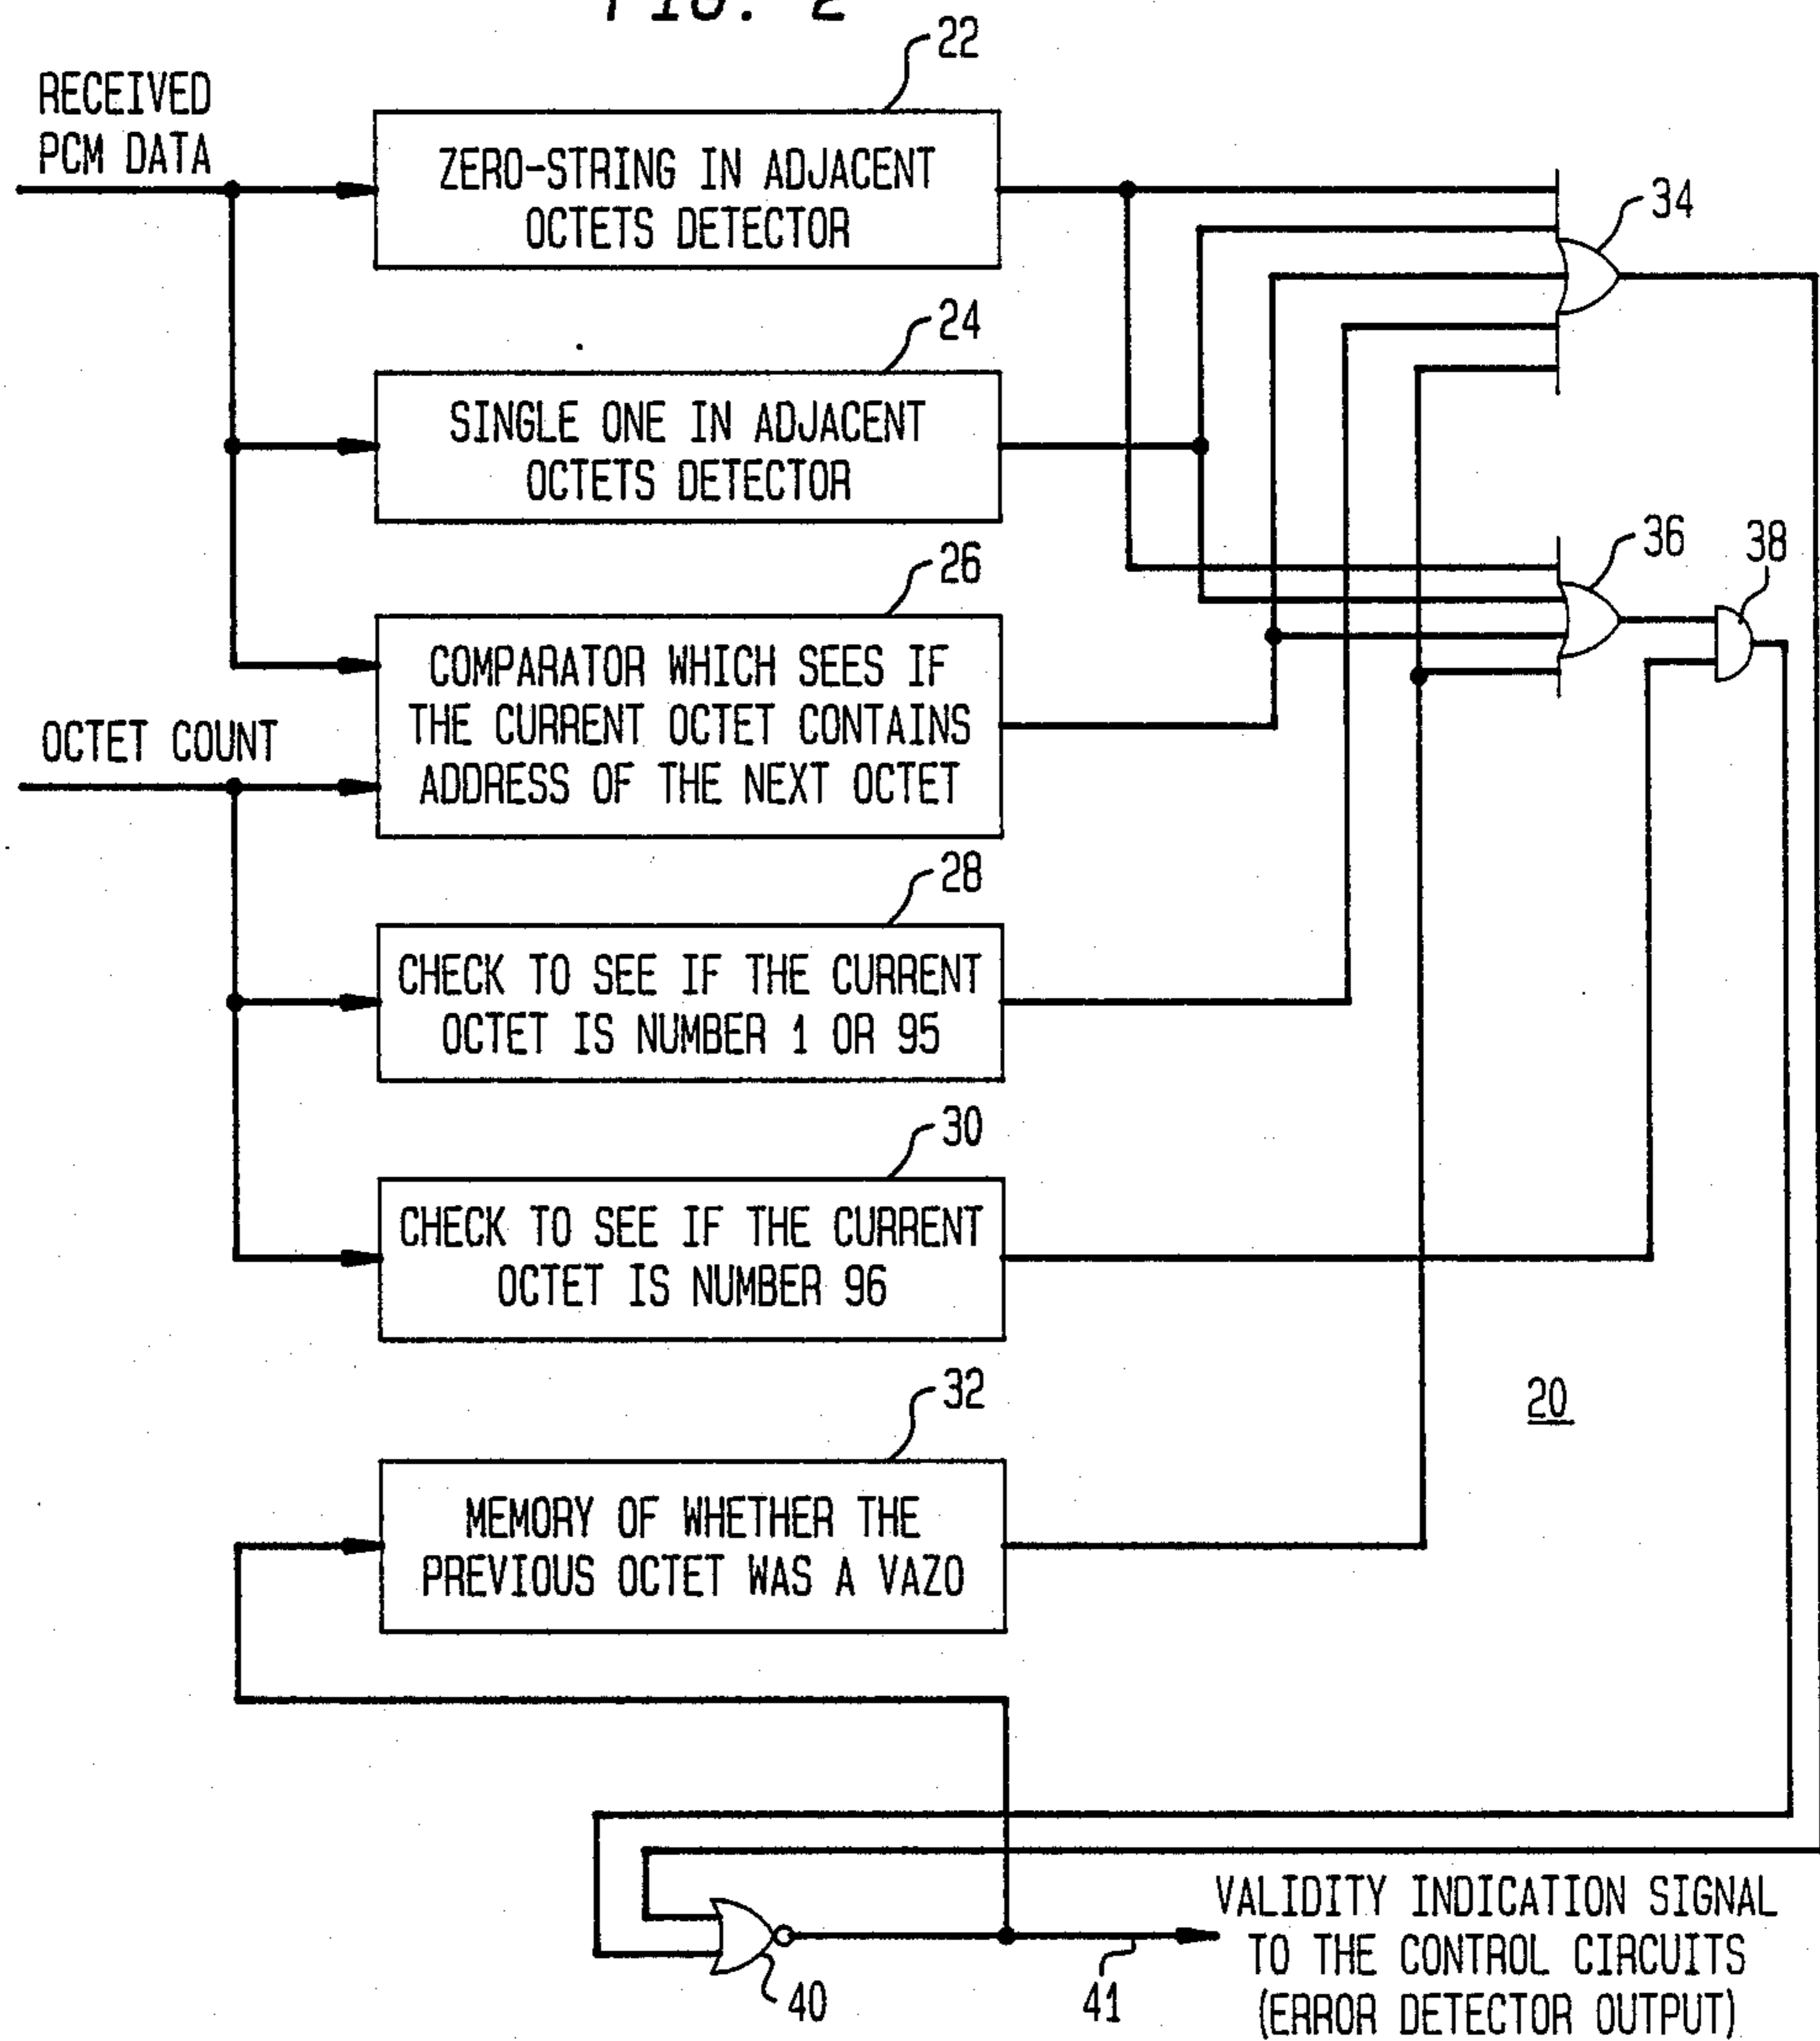 FIG. 2
RECEIVED
PCM DATA
22
ZERO-STRING IN ADJACENT
OCTETS DETECTOR
34
24
SINGLE ONE IN ADJACENT
OCTETS DETECTOR
36
38
26
COMPARATOR WHICH SEES IF
THE CURRENT OCTET CONTAINS
ADDRESS OF THE NEXT OCTET
OCTET COUNT
28
CHECK TO SEE IF THE CURRENT
OCTET IS NUMBER 1 OR 95
30
CHECK TO SEE IF THE CURRENT
OCTET IS NUMBER 96
20
32
MEMORY OF WHETHER THE
PREVIOUS OCTET WAS A VAZO
40
41
VALIDITY INDICATION SIGNAL
TO THE CONTROL CIRCUITS
(ERROR DETECTOR OUTPUT)